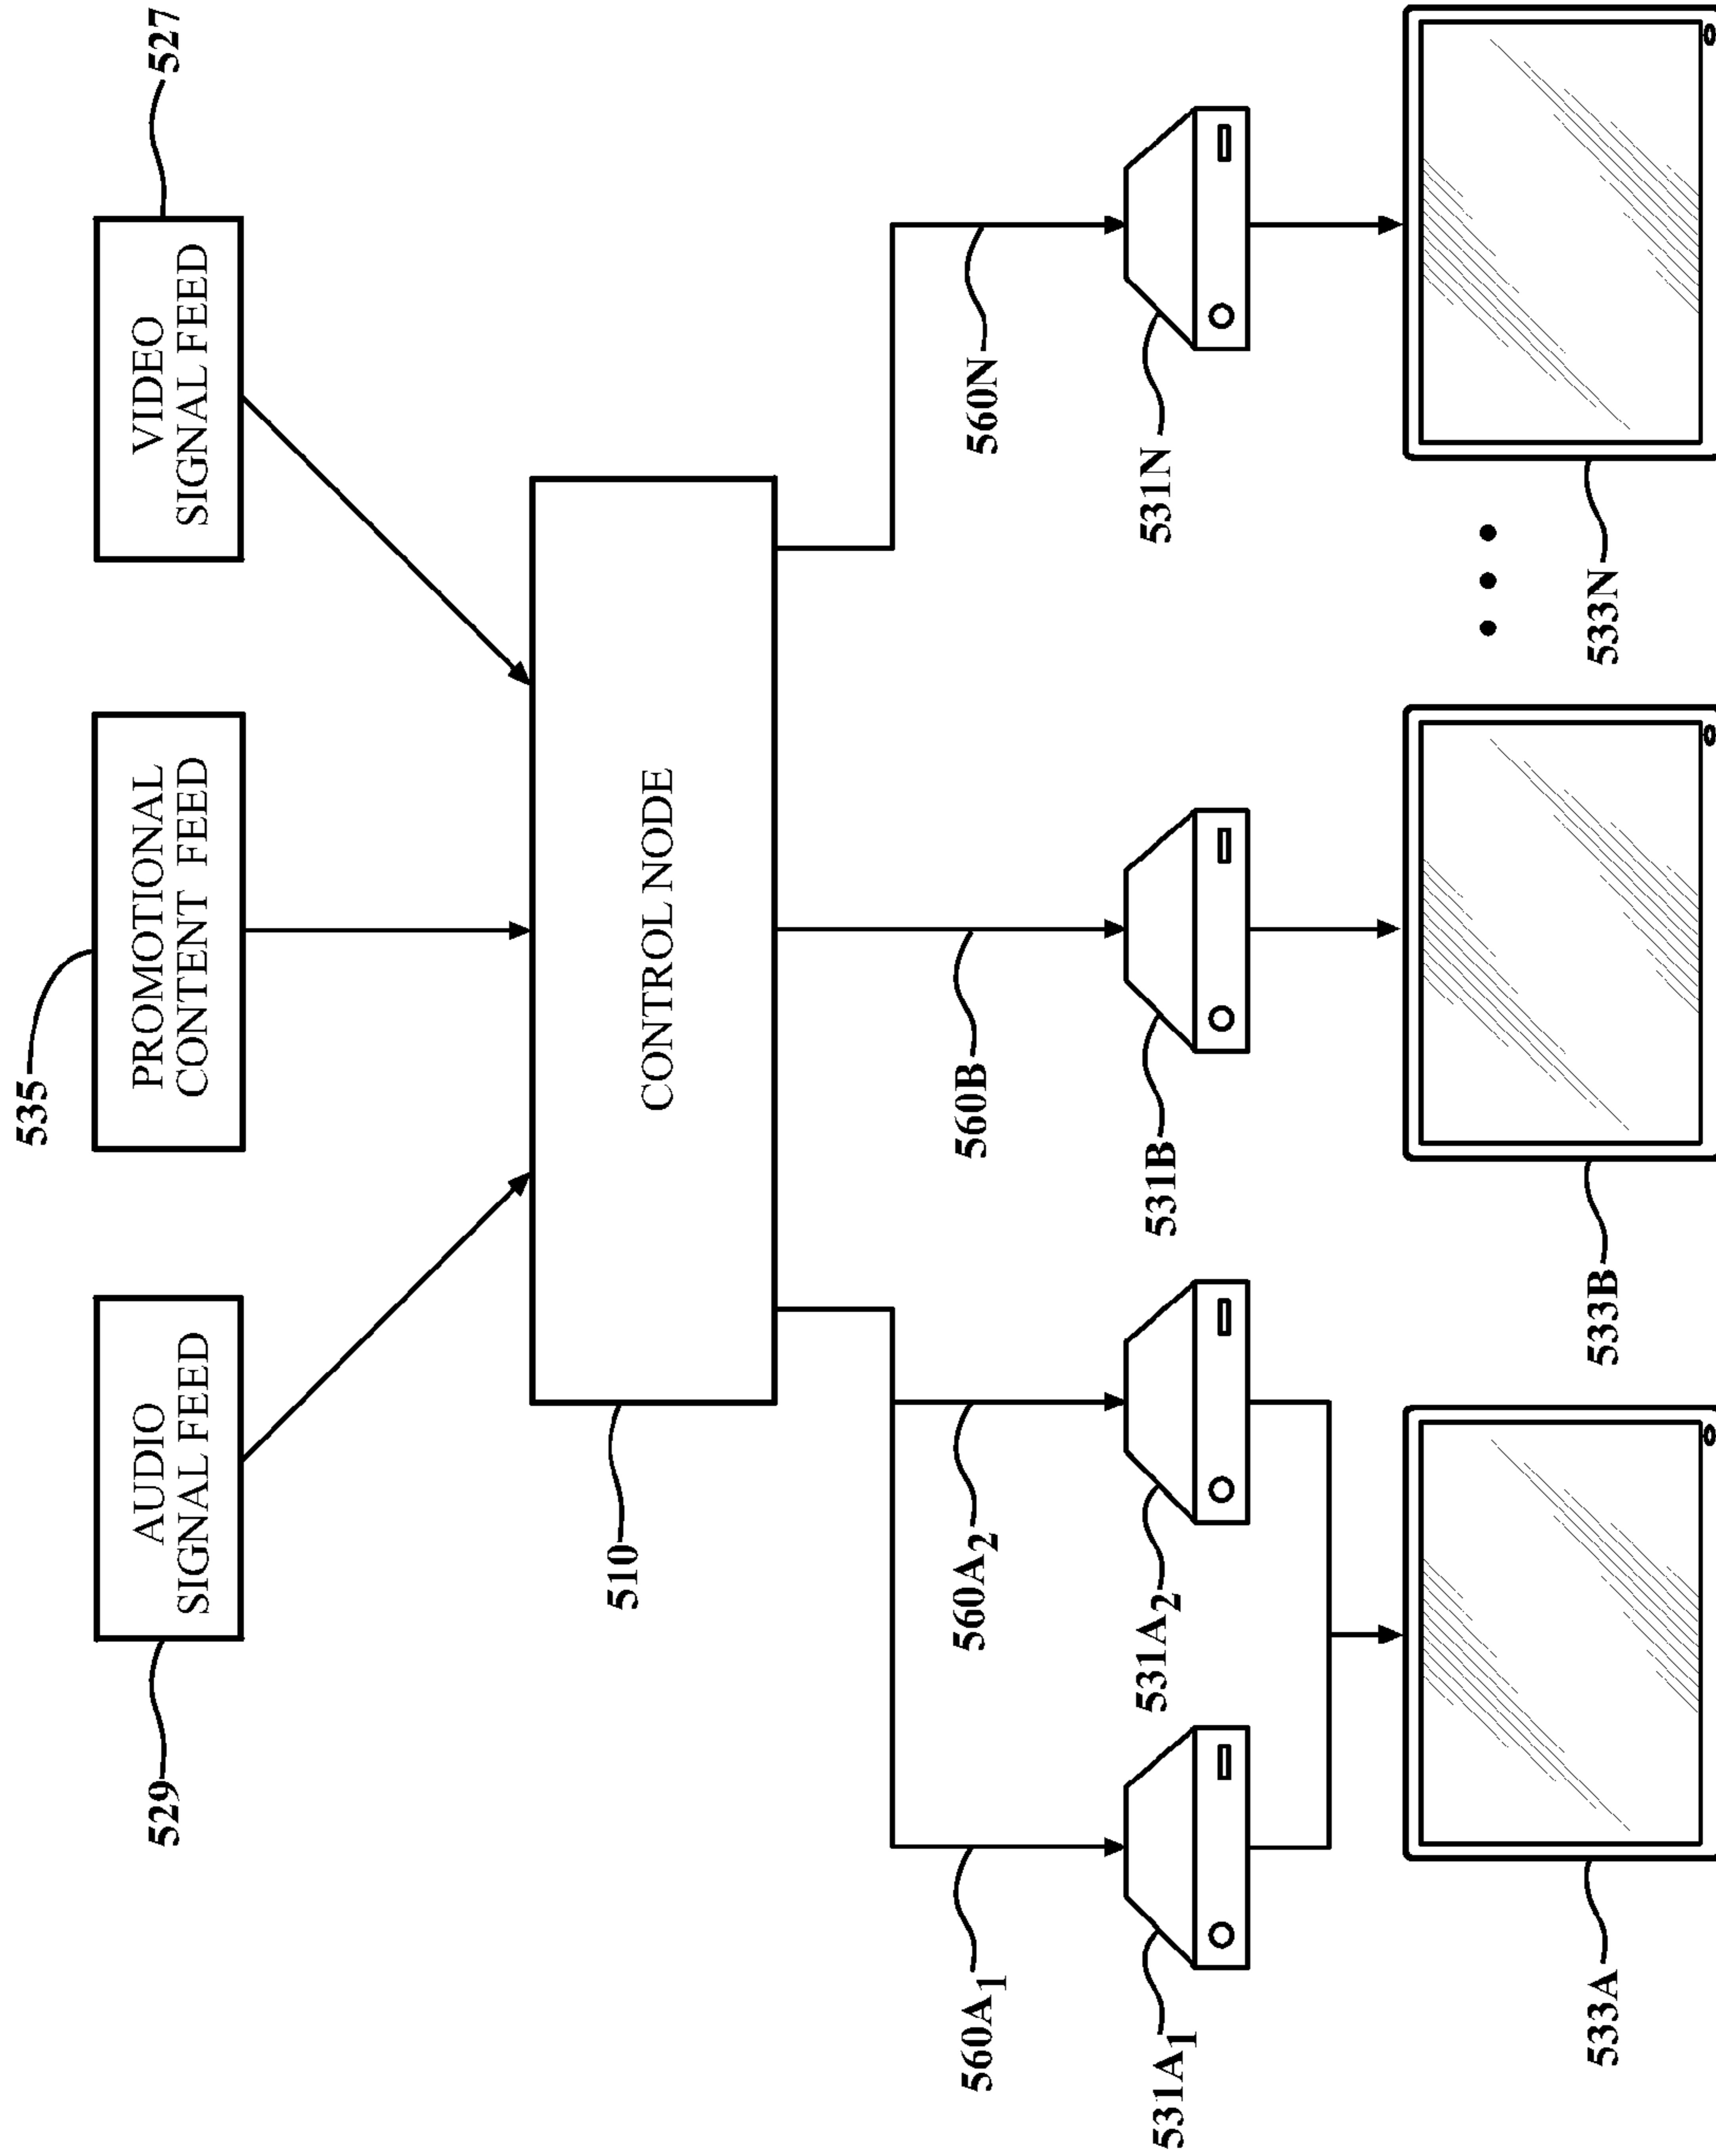 535
AUDIO
SIGNAL FEED
PROMOTIONAL
CONTENT FEED
VIDEO
SIGNAL FEED
529
527
CONTROL NODE
510
560A1
560A2
560B
560N
531A1
531A2
531B
531N
533A
533B
533N